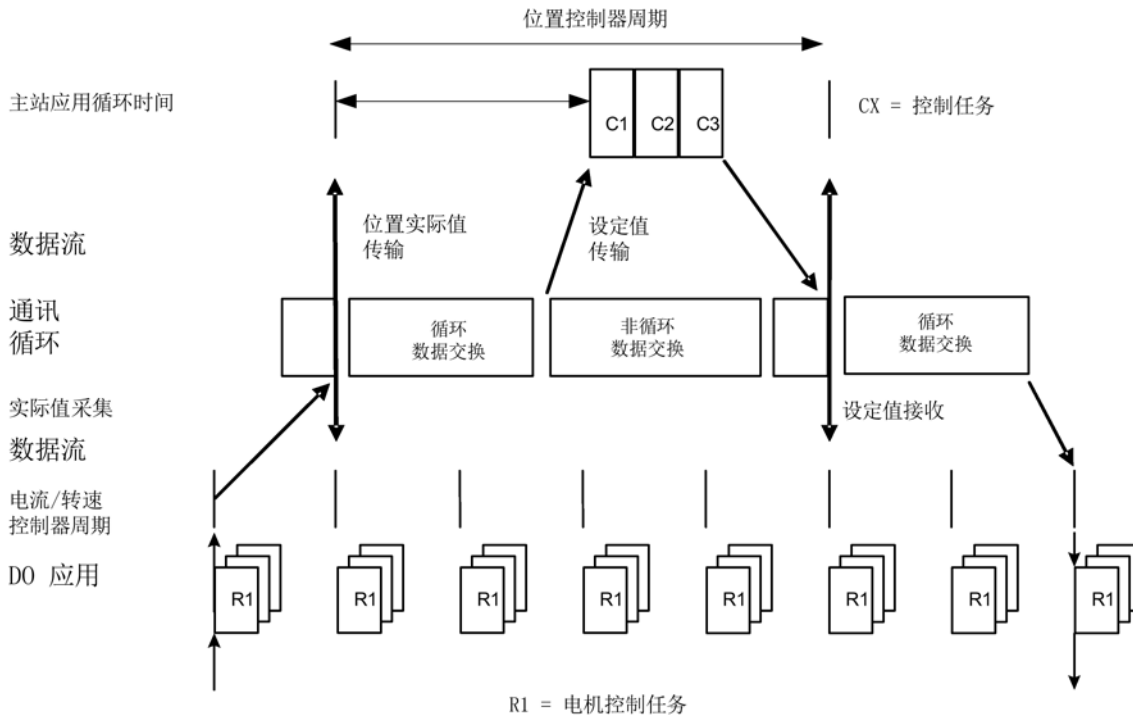 位置控制器周期
主站应用循环时间
C1 C2 C3
CX = 控制任务
数据流
位置实际值
传输
设定值
传输
通讯
循环
循环
数据交换
非循环
数据交换
循环
数据交换
实际值采集
设定值接收
数据流
电流/转速
控制器周期
DO 应用
R1 R1 R1 R1 R1 R1 R1 R1
R1 = 电机控制任务